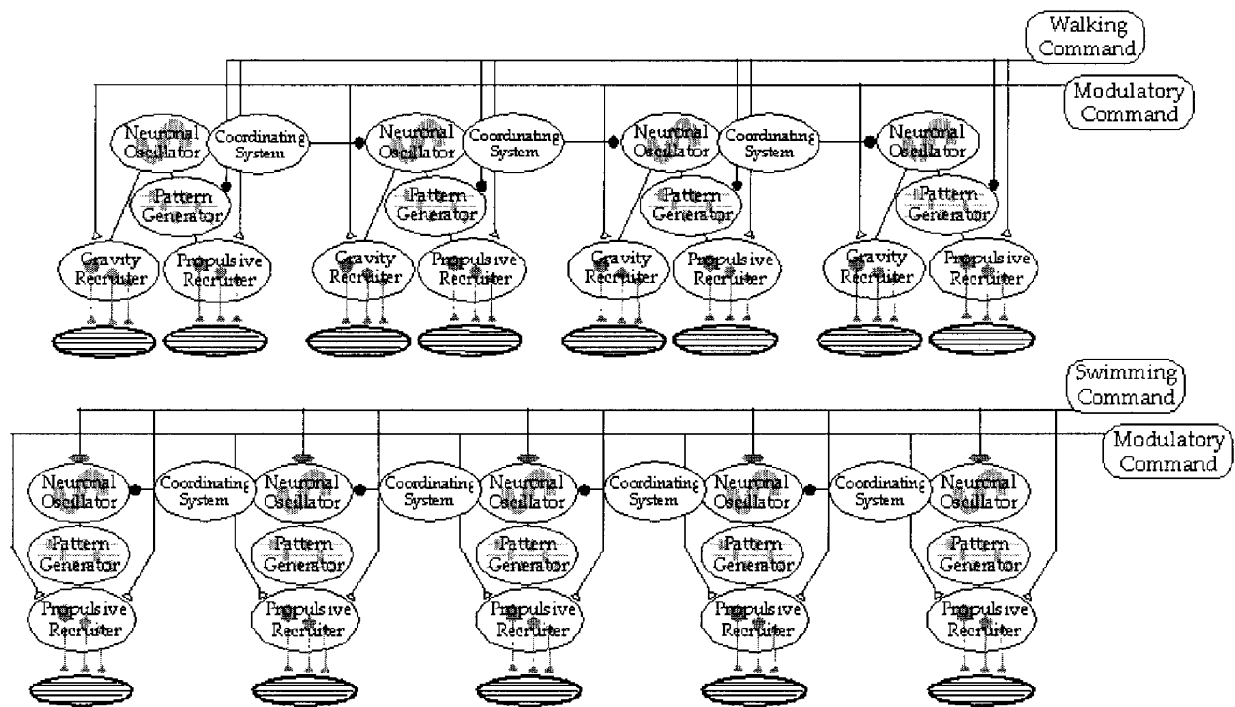 Walking
Command
Modulatory
Command
Neuronal
Oscillator
Coordinating
System
Neuronal
Oscillator
Coordinating
System
Neuronal
Oscillator
Coordinating
System
Neuronal
Oscillator
Pattern
Generator
Pattern
Generator
Pattern
Generator
Pattern
Generator
Gravity
Recruiter
Propulsive
Recruiter
Gravity
Recruiter
Propulsive
Recruiter
Gravity
Recruiter
Propulsive
Recruiter
Gravity
Recruiter
Propulsive
Recruiter
Swimming
Command
Modulatory
Command
Neuronal
Oscillator
Coordinating
System
Neuronal
Oscillator
Coordinating
System
Neuronal
Oscillator
Coordinating
System
Neuronal
Oscillator
Coordinating
System
Neuronal
Oscillator
Pattern
Generator
Pattern
Generator
Pattern
Generator
Pattern
Generator
Pattern
Generator
Propulsive
Recruiter
Propulsive
Recruiter
Propulsive
Recruiter
Propulsive
Recruiter
Propulsive
Recruiter